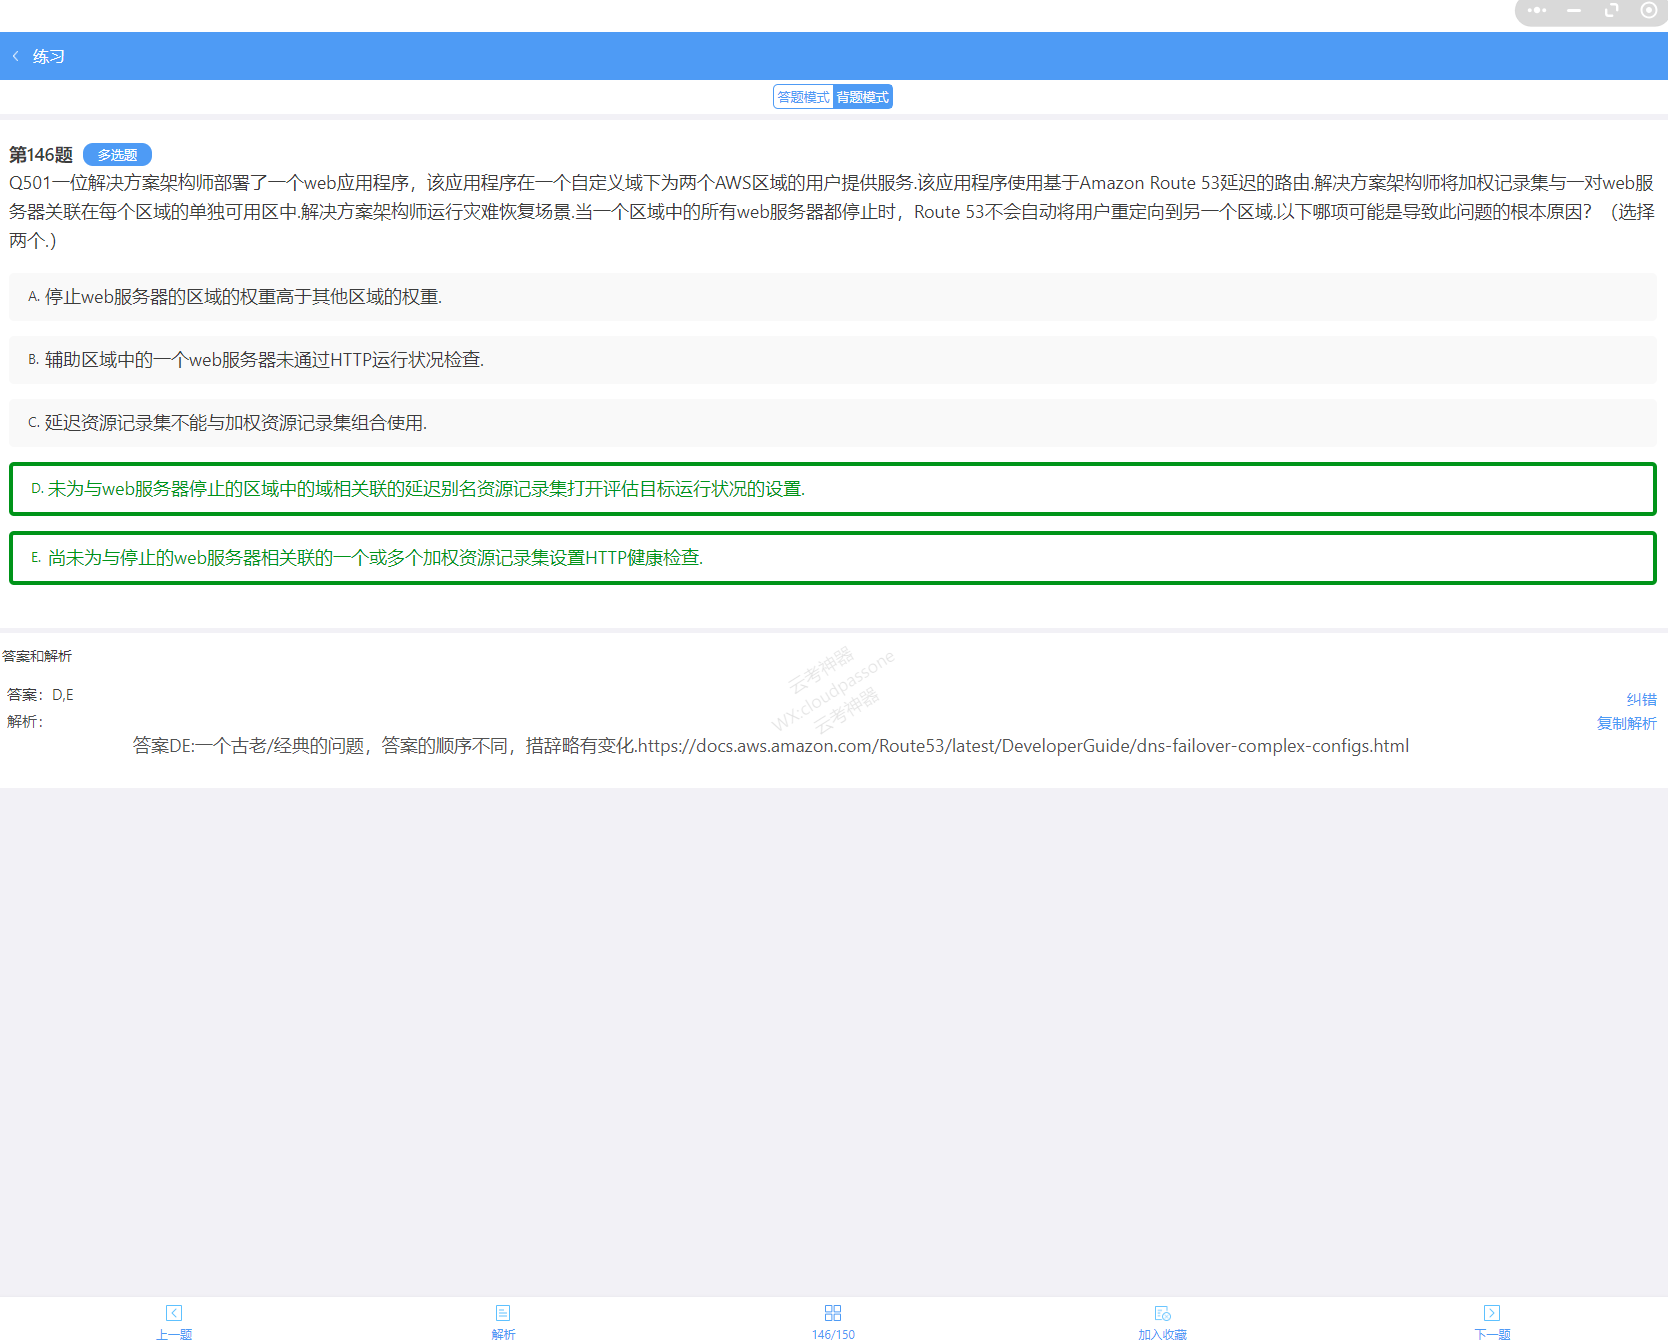 练习
答题模式 背题模式
第146题 多选题
Q501一位解决方案架构师部署了一个web应用程序，该应用程序在一个自定义域下为两个AWS区域的用户提供服务.该应用程序使用基于Amazon Route 53延迟的路由.解决方案架构师将加权记录集与一对web服
务器关联在每个区域的单独可用区中.解决方案架构师运行灾难恢复场景.当一个区域中的所有web服务器都停止时，Route 53不会自动将用户重定向到另一个区域.以下哪项可能是导致此问题的根本原因？（选择
两个.）
A. 停止web服务器的区域的权重高于其他区域的权重.
B. 辅助区域中的一个web服务器未通过HTTP运行状况检查.
C. 延迟资源记录集不能与加权资源记录集组合使用.
D. 未为与web服务器停止的区域中的域相关联的延迟别名资源记录集打开评估目标运行状况的设置.
E. 尚未为与停止的web服务器相关联的一个或多个加权资源记录集设置HTTP健康检查.
答案和解析
云考神器
WX:cloudpassone
云考神器
答案：D,E
纠错
解析：
复制解析
答案DE:一个古老/经典的问题，答案的顺序不同，措辞略有变化.https://docs.aws.amazon.com/Route53/latest/DeveloperGuide/dns-failover-complex-configs.html
上一题 解析 146/150 加入收藏 下一题